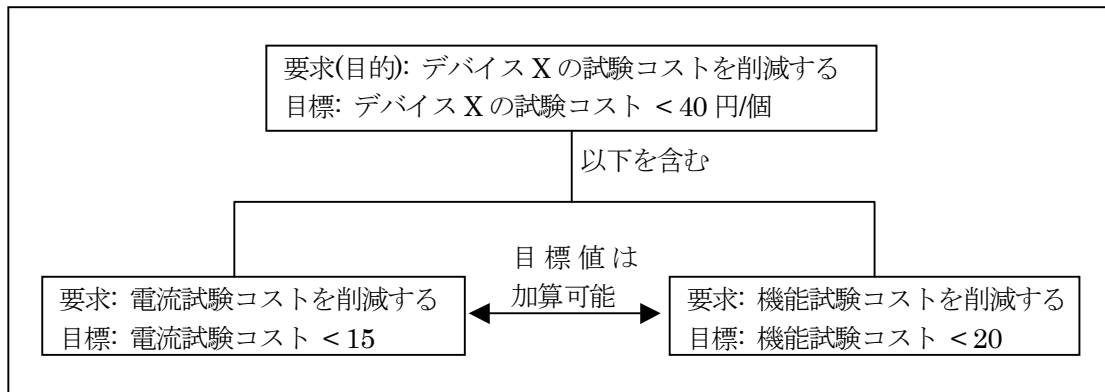 要求(目的): デバイス X の試験コストを削減する
目標: デバイス X の試験コスト < 40 円/個
以下を含む
目標値は
加算可能
要求: 電流試験コストを削減する
目標: 電流試験コスト < 15
要求: 機能試験コストを削減する
目標: 機能試験コスト < 20